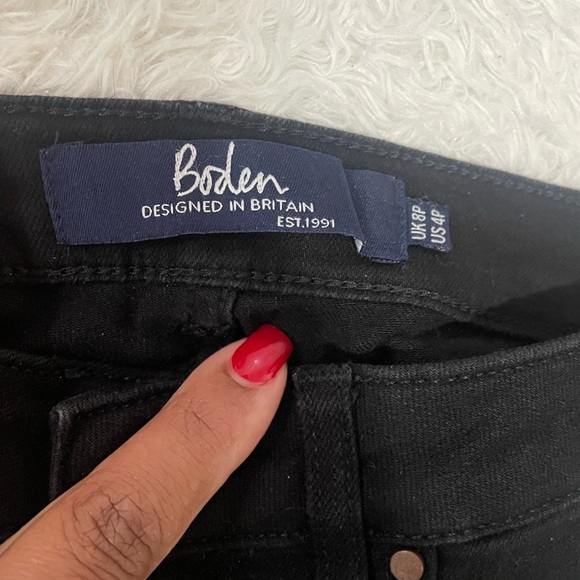 Boden
DESIGNED IN BRITAIN
EST.1991
UK 8P
US 4P